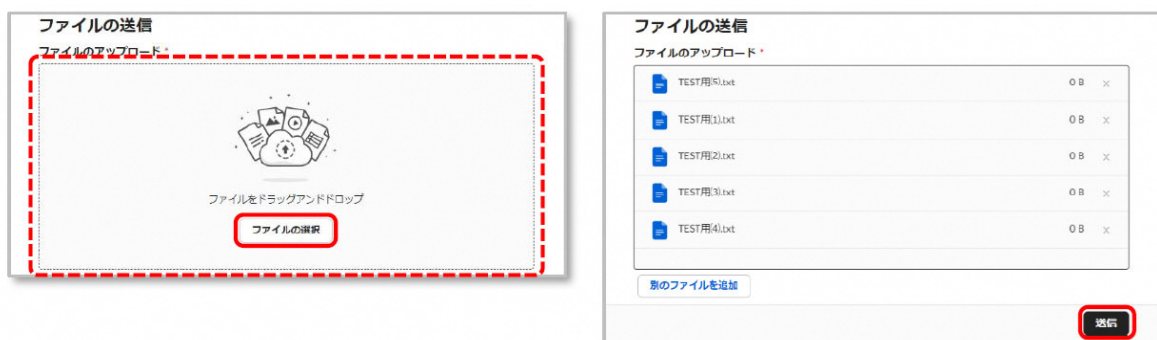 ファイルの送信
ファイルのアップロード *
ファイルをドラッグアンドドロップ
ファイルの選択
ファイルの送信
ファイルのアップロード *
TEST用(5).txt 0 B ×
TEST用(1).txt 0 B ×
TEST用(2).txt 0 B ×
TEST用(3).txt 0 B ×
TEST用(4).txt 0 B ×
別のファイルを追加
送信